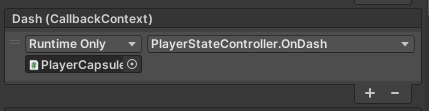 Dash (CallbackContext)
Runtime Only PlayerStateController.OnDash
PlayerCapsule
+ −